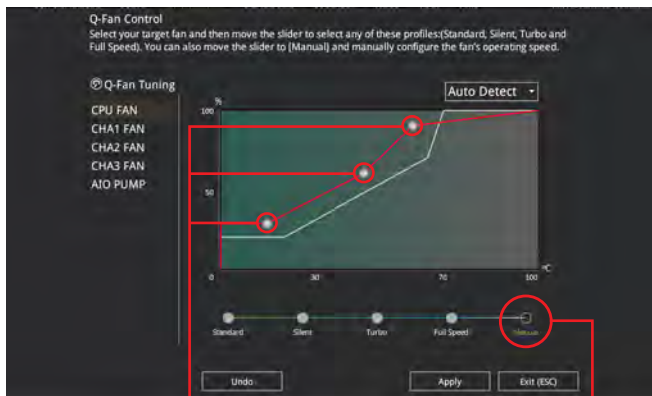 Q-Fan Control
Select your target fan and then move the slider to select any of these profiles:(Standard, Silent, Turbo and
Full Speed). You can also move the slider to [Manual] and manually configure the fan's operating speed.
Q-Fan Tuning
Auto Detect
CPU FAN
CHA1 FAN
CHA2 FAN
CHA3 FAN
AIO PUMP
%
100
50
0
30
70
100
°C
Standard
Silent
Turbo
Full Speed
Manual
Undo
Apply
Exit (ESC)